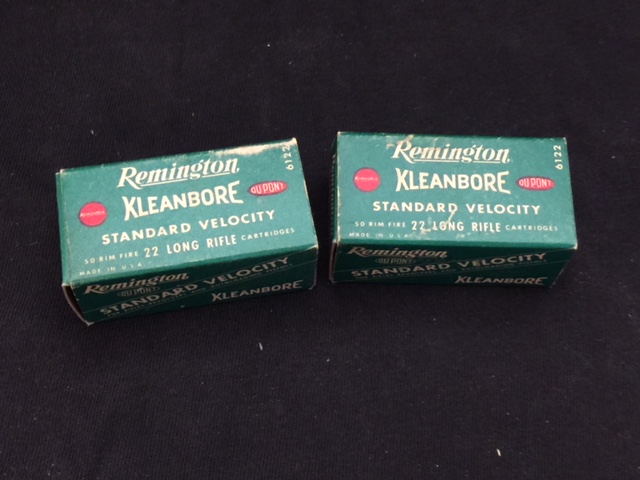 Remington
6122
KLEANBORE
DU PONT
STANDARD VELOCITY
50 RIM FIRE 22 LONG RIFLE CARTRIDGES
MADE IN U.S.A.
Remington
DU PONT
STANDARD VELOCITY
KLEANBORE
Remington
6122
KLEANBORE
DU PONT
STANDARD VELOCITY
50 RIM FIRE 22 LONG RIFLE CARTRIDGES
MADE IN U.S.A.
Remington
DU PONT
STANDARD VELOCITY
KLEANBORE